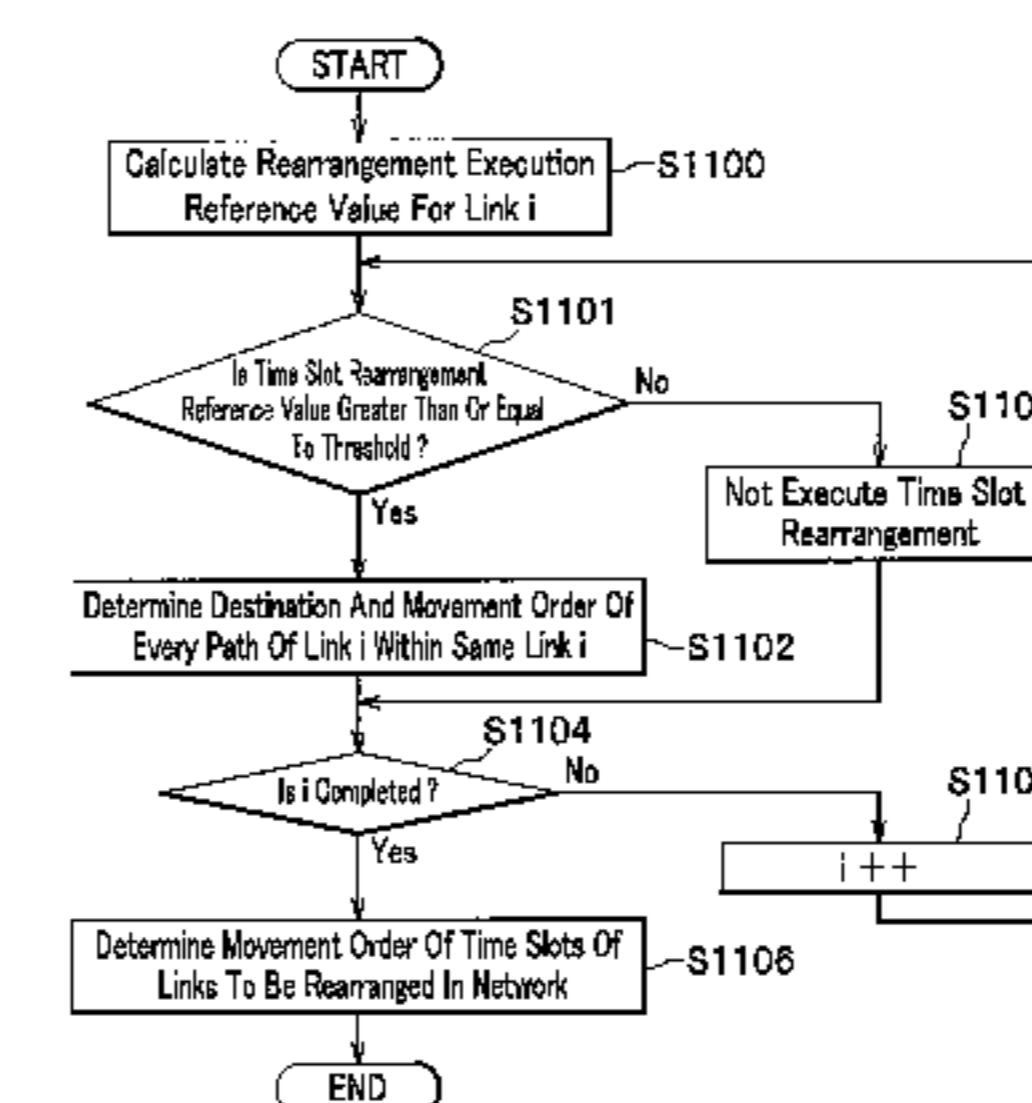 START
Calculate Rearrangement Execution
Reference Value For Link i
S1100
S1101
Is Time Slot Rearrangement
Reference Value Greater Than Or Equal
To Threshold ?
No
Yes
S110
Not Execute Time Slot
Rearrangement
Determine Destination And Movement Order Of
Every Path Of Link i Within Same Link i
S1102
S1104
Is i Completed ?
No
Yes
S110
i ++
Determine Movement Order Of Time Slots Of
Links To Be Rearranged In Network
S1106
END